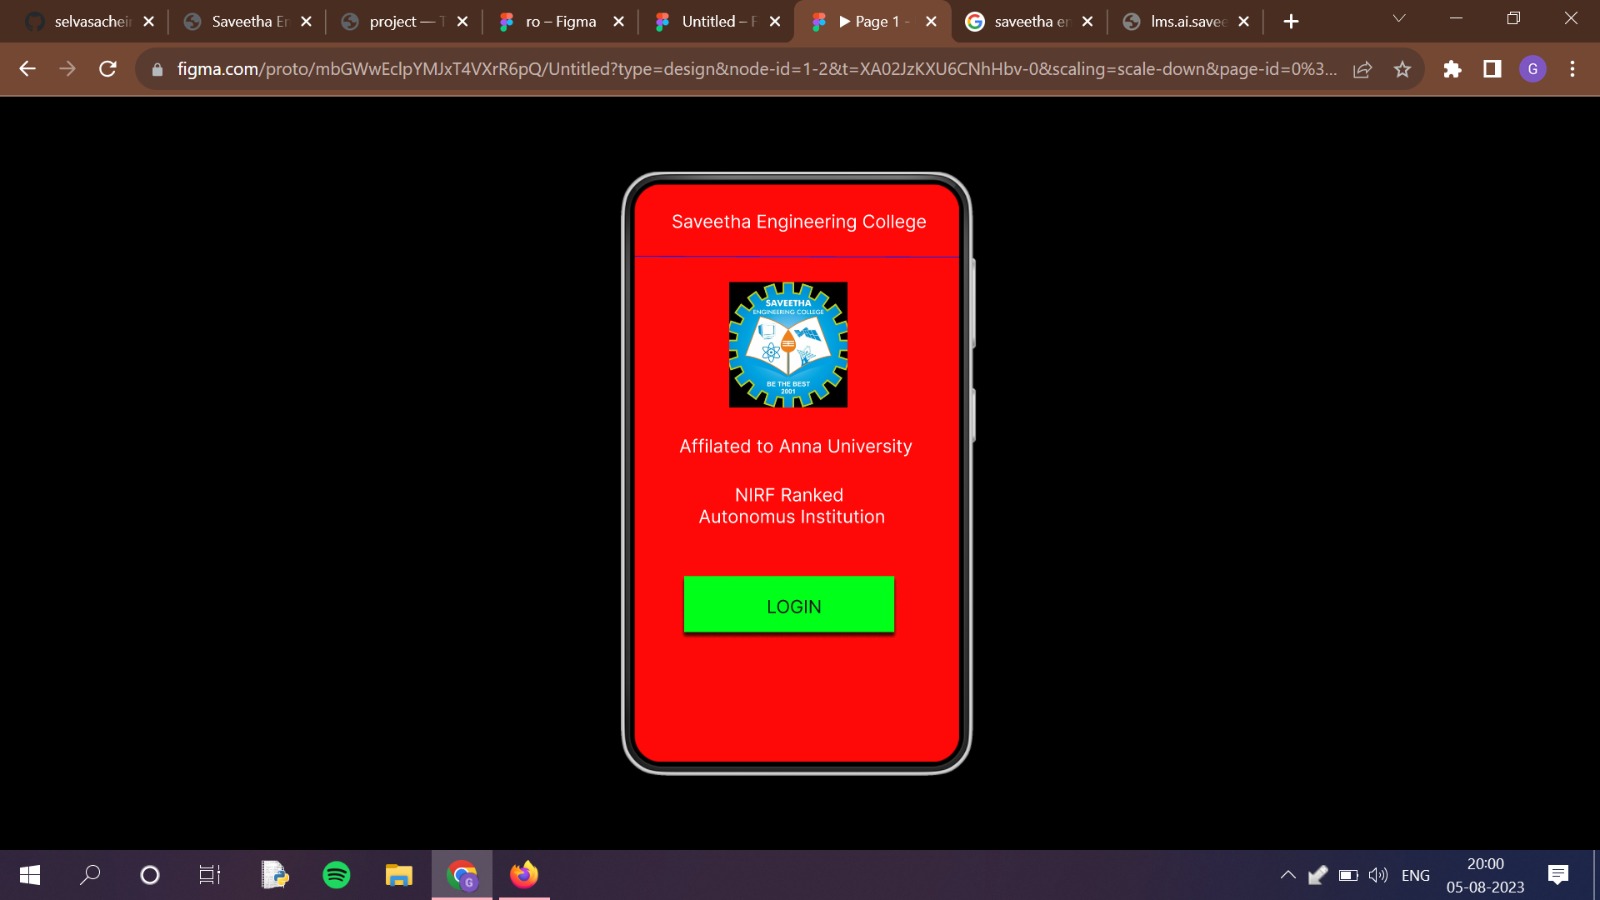 selvasachei
Saveetha Er
project — T
ro – Figma
Untitled – F
Page 1 -
saveetha en
lms.ai.savee
figma.com/proto/mbGWwEclpYMJxT4VXrR6pQ/Untitled?type=design&node-id=1-2&t=XA02JzKXU6CNhHbv-0&scaling=scale-down&page-id=0%3...
G
Saveetha Engineering College
SAVEETHA
ENGINEERING COLLEGE
BE THE BEST
2001
Affilated to Anna University
NIRF Ranked
Autonomus Institution
LOGIN
G
ENG
20:00
05-08-2023